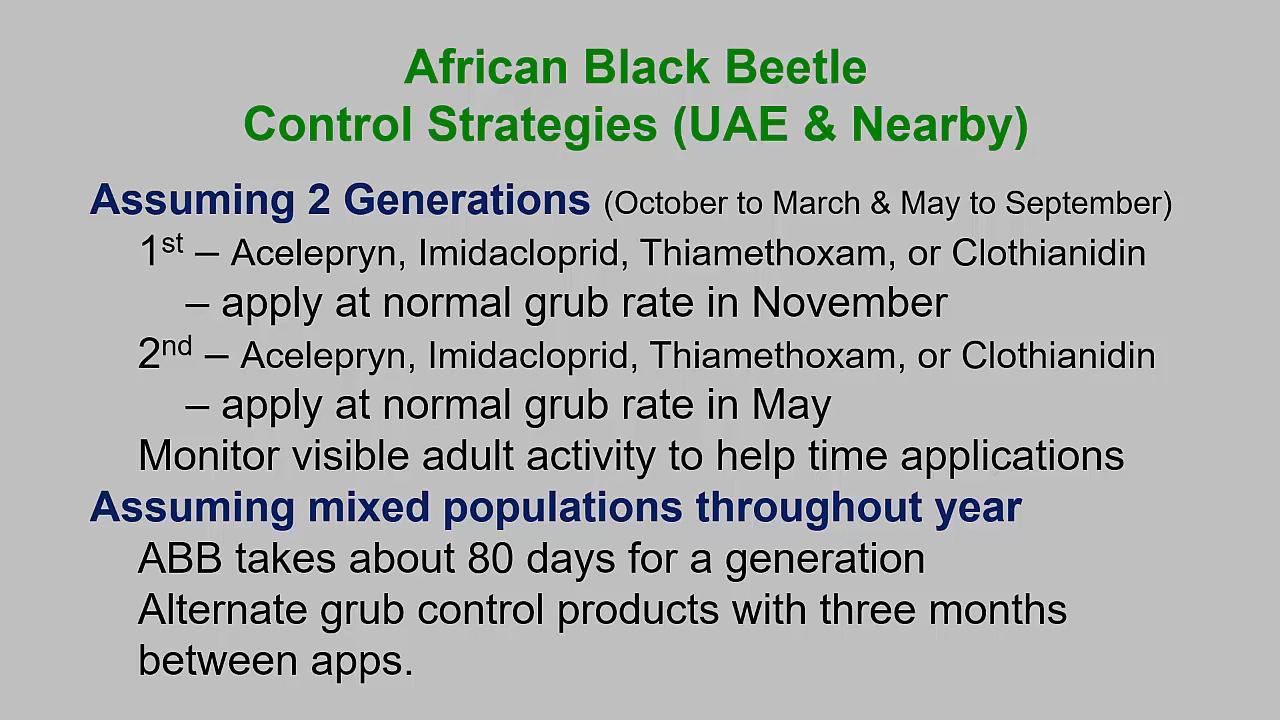 African Black Beetle
Control Strategies (UAE & Nearby)
Assuming 2 Generations (October to March & May to September)
1st – Acelepryn, Imidacloprid, Thiamethoxam, or Clothianidin
– apply at normal grub rate in November
2nd – Acelepryn, Imidacloprid, Thiamethoxam, or Clothianidin
– apply at normal grub rate in May
Monitor visible adult activity to help time applications
Assuming mixed populations throughout year
ABB takes about 80 days for a generation
Alternate grub control products with three months
between apps.